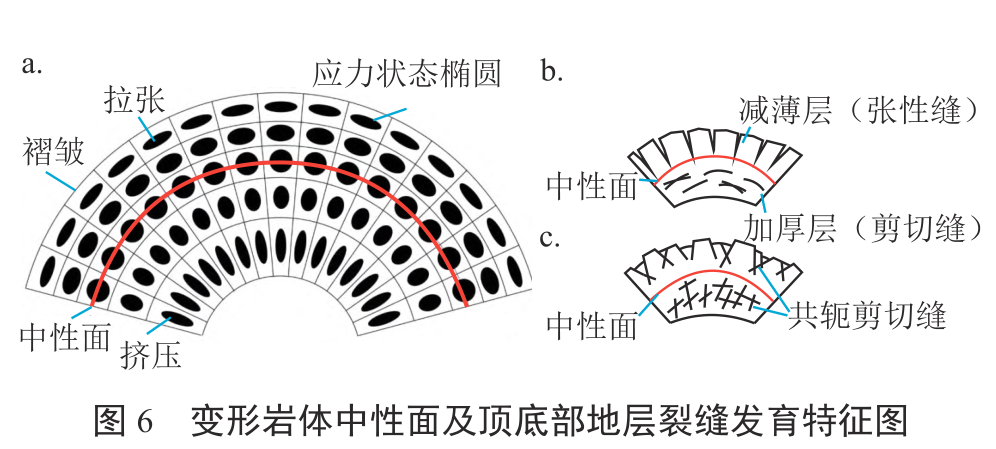 a.
应力状态椭圆
拉张
褶皱
中性面
挤压
b.
减薄层（张性缝）
中性面
加厚层（剪切缝）
c.
中性面
共轭剪切缝
图 6 变形岩体中性面及顶底部地层裂缝发育特征图